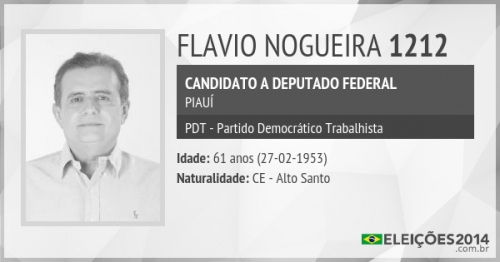 FLAVIO NOGUEIRA 1212
CANDIDATO A DEPUTADO FEDERAL
PIAUÍ
PDT - Partido Democrático Trabalhista
Idade: 61 anos (27-02-1953)
Naturalidade: CE - Alto Santo
ELEIÇÕES2014
.com.br